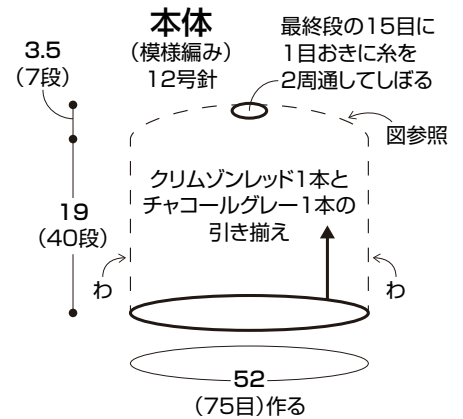 本体
(模様編み)
12号針
最終段の15目に
1目おきに糸を
2周通してしぼる
3.5
(7段)
図参照
クリムゾンレッド1本と
チャコールグレー1本の
引き揃え
19
(40段)
わ
わ
52
(75目)作る